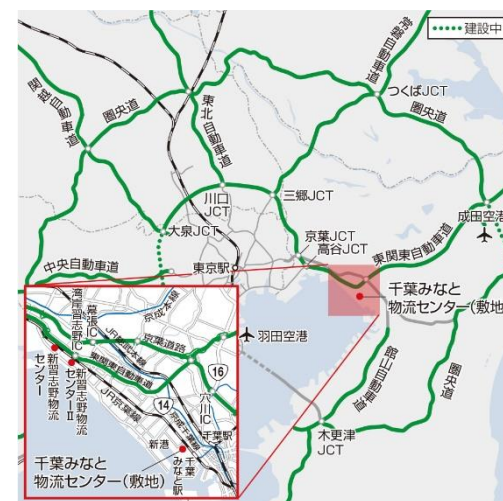 建設中
常磐自動車道
関越自動車道
圏央道
東北自動車道
つくばJCT
圏央道
川口
JCT
三郷JCT
大泉JCT
京葉JCT
高谷JCT
成田空港
東関東自動車道
中央自動車道
東京駅
千葉みなと
物流センター(敷地)
羽田空港
館山自動車道
圏央道
木更津
JCT
湾岸習志野IC
幕張IC
京成本線
JR総武本線
京葉道路
東関東自動車道
16
新習志野物流
センター
新習志野物流
センターⅡ
穴川IC
14
JR京葉線
京成千葉線
千葉駅
新港
千葉
みなと駅
千葉みなと
物流センター(敷地)